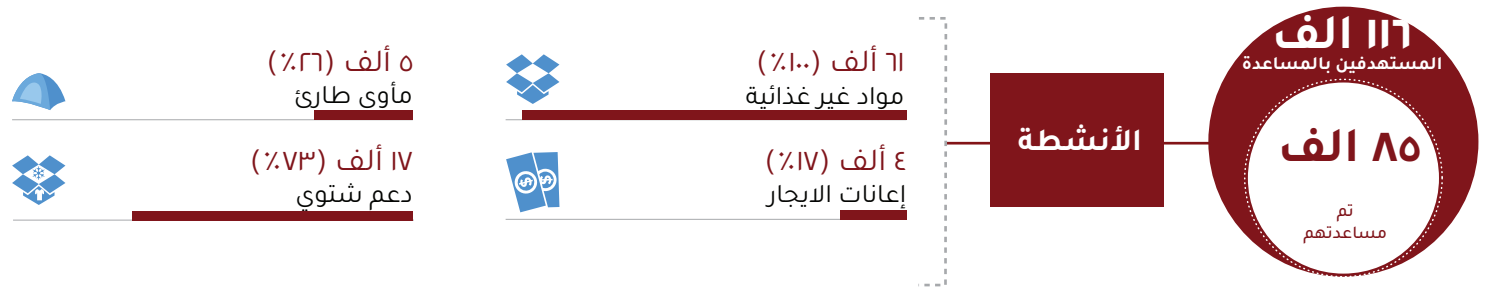 ١١٦ الف
المستهدفين بالمساعدة
٨٥ الف
تم
مساعدتهم
الأنشطة
٦١ ألف (١٠٠٪)
مواد غير غذائية
٤ ألف (١٧٪)
إعانات الايجار
٥ ألف (٢٦٪)
مأوى طارئ
١٧ ألف (٧٣٪)
دعم شتوي